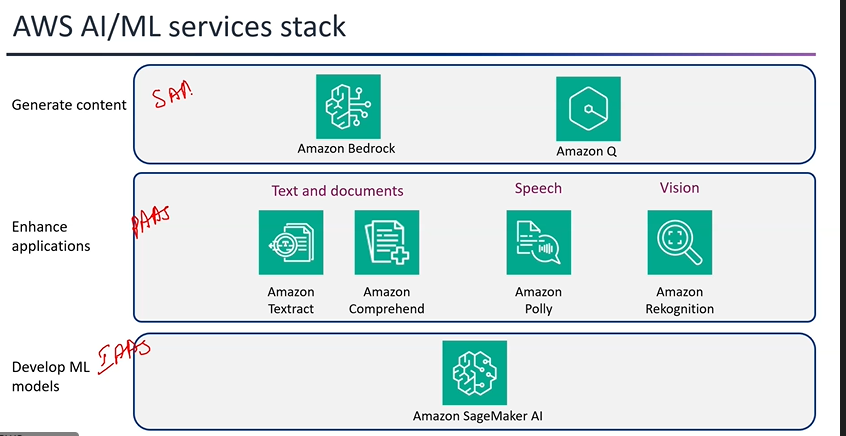 AWS AI/ML services stack
Generate content
Amazon Bedrock
Amazon Q
Enhance
applications
PAAS
Text and documents
Speech
Vision
Amazon
Textract
Amazon
Comprehend
Amazon
Polly
Amazon
Rekognition
Develop ML
models
IAAS
Amazon SageMaker AI